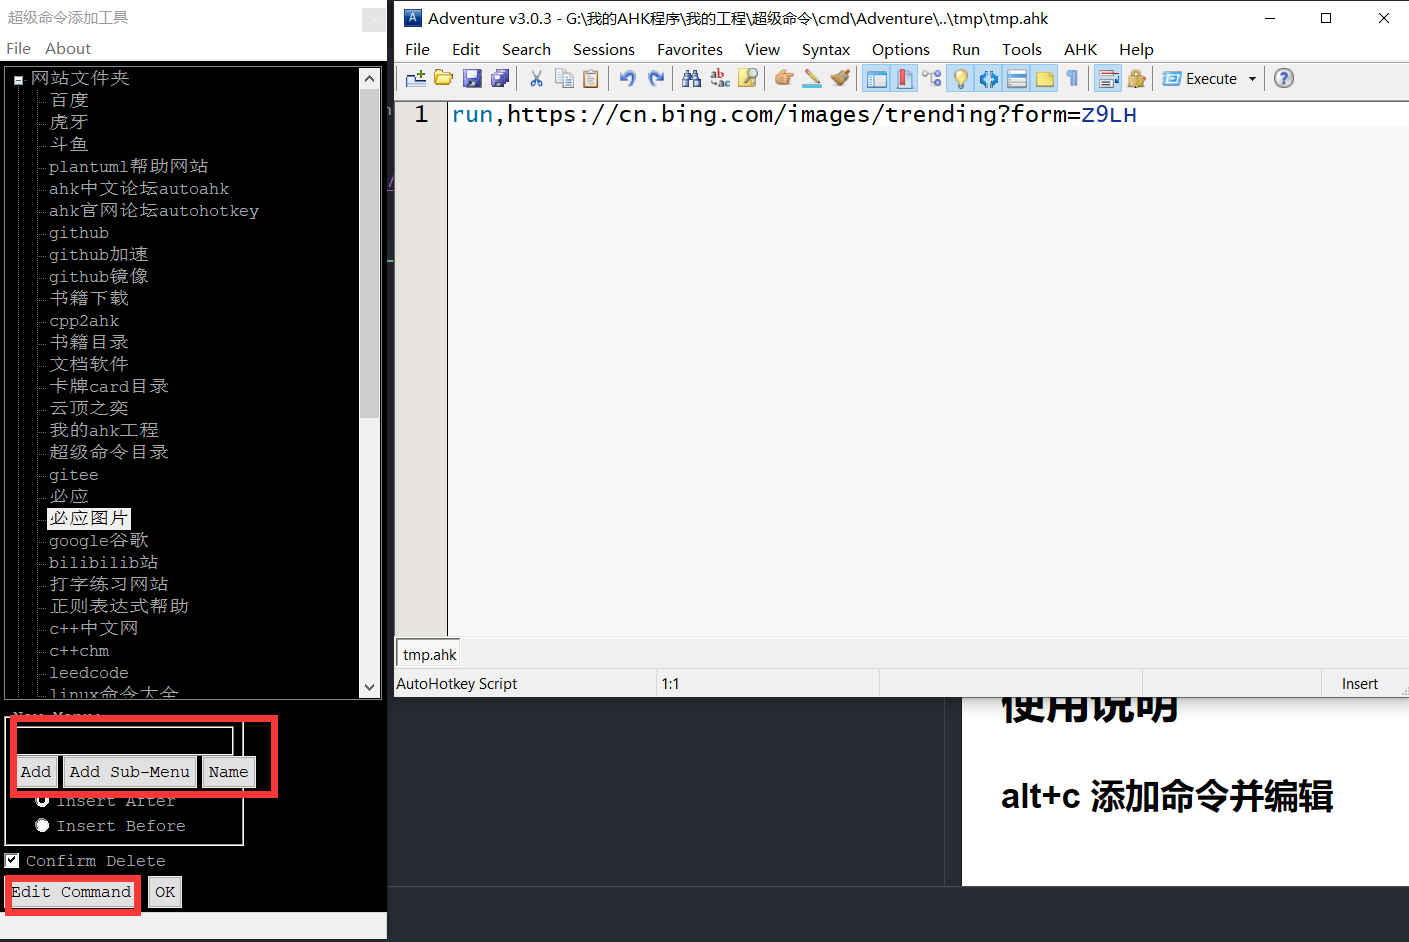 超级命令添加工具
File About
网站文件夹
百度
虎牙
斗鱼
plantuml帮助网站
ahk中文论坛autoahk
ahk官网论坛autohotkey
github
github加速
github镜像
书籍下载
cpp2ahk
书籍目录
文档软件
卡牌card目录
云顶之奕
我的ahk工程
超级命令目录
gitee
必应
必应图片
google谷歌
bilibilib站
打字练习网站
正则表达式帮助
c++中文网
c++chm
leedcode
linux命令大全
Add Add Sub-Menu Name
Insert After
Insert Before
Confirm Delete
Edit Command OK
Adventure v3.0.3 - G:\我的AHK程序\我的工程\超级命令\cmd\Adventure\..\tmp\tmp.ahk
File Edit Search Sessions Favorites View Syntax Options Run Tools AHK Help
Execute
1 run,https://cn.bing.com/images/trending?form=Z9LH
tmp.ahk
AutoHotkey Script 1:1 Insert
使用说明
alt+c 添加命令并编辑